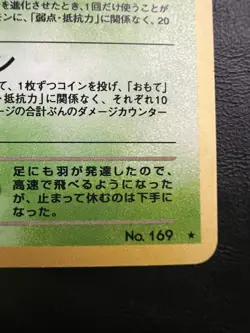 を進化させたとき、1回だけ使うことが
モンに、「弱点・抵抗力」に関係なく、20
ン
て、1枚ずつコインを投げ、「おもて」
・抵抗力」に関係なく、それぞれ10
ージの合計ぶんのダメージカウンター
足にも羽が発達したので、
高速で飛べるようになった
が、止まって休むのは下手に
なった。
No. 169 ★